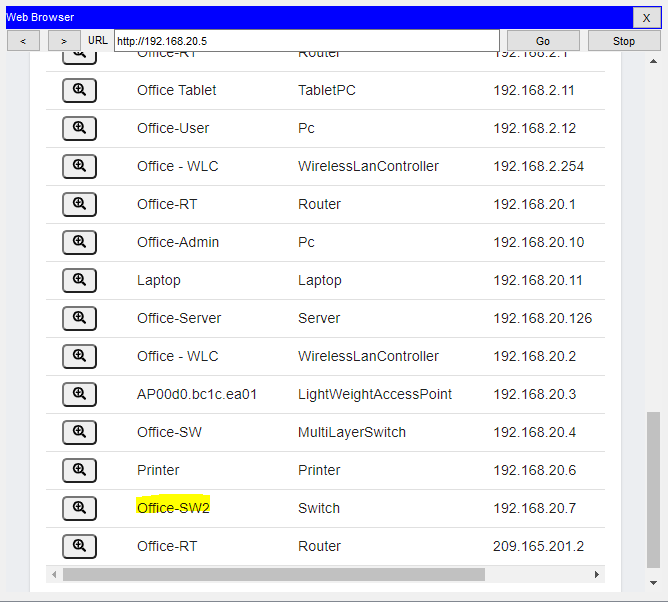 Web Browser X
< > URL http://192.168.20.5 Go Stop
Office-RT Router 192.168.2.1
Office Tablet TabletPC 192.168.2.11
Office-User Pc 192.168.2.12
Office - WLC WirelessLanController 192.168.2.254
Office-RT Router 192.168.20.1
Office-Admin Pc 192.168.20.10
Laptop Laptop 192.168.20.11
Office-Server Server 192.168.20.126
Office - WLC WirelessLanController 192.168.20.2
AP00d0.bc1c.ea01 LightWeightAccessPoint 192.168.20.3
Office-SW MultiLayerSwitch 192.168.20.4
Printer Printer 192.168.20.6
Office-SW2 Switch 192.168.20.7
Office-RT Router 209.165.201.2